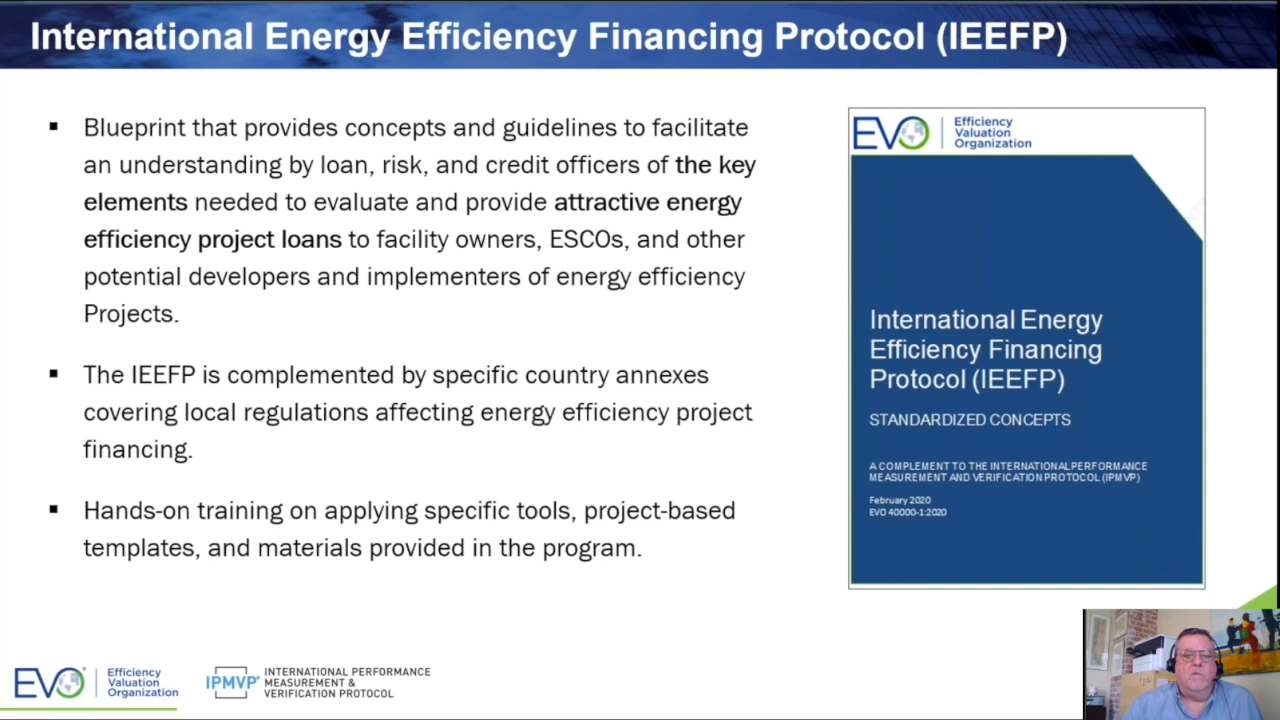 International Energy Efficiency Financing Protocol (IEEFP)
▪ Blueprint that provides concepts and guidelines to facilitate
an understanding by loan, risk, and credit officers of the key
elements needed to evaluate and provide attractive energy
efficiency project loans to facility owners, ESCOs, and other
potential developers and implementers of energy efficiency
Projects.
▪ The IEEFP is complemented by specific country annexes
covering local regulations affecting energy efficiency project
financing.
▪ Hands-on training on applying specific tools, project-based
templates, and materials provided in the program.
EVO
Efficiency
Valuation
Organization
International Energy
Efficiency Financing
Protocol (IEEFP)
STANDARDIZED CONCEPTS
A COMPLEMENT TO THE INTERNATIONAL PERFORMANCE
MEASUREMENT AND VERIFICATION PROTOCOL (IPMVP)
February 2020
EVO 40000-1:2020
EVO®
Efficiency
Valuation
Organization
IPMVP®
INTERNATIONAL PERFORMANCE
MEASUREMENT &
VERIFICATION PROTOCOL